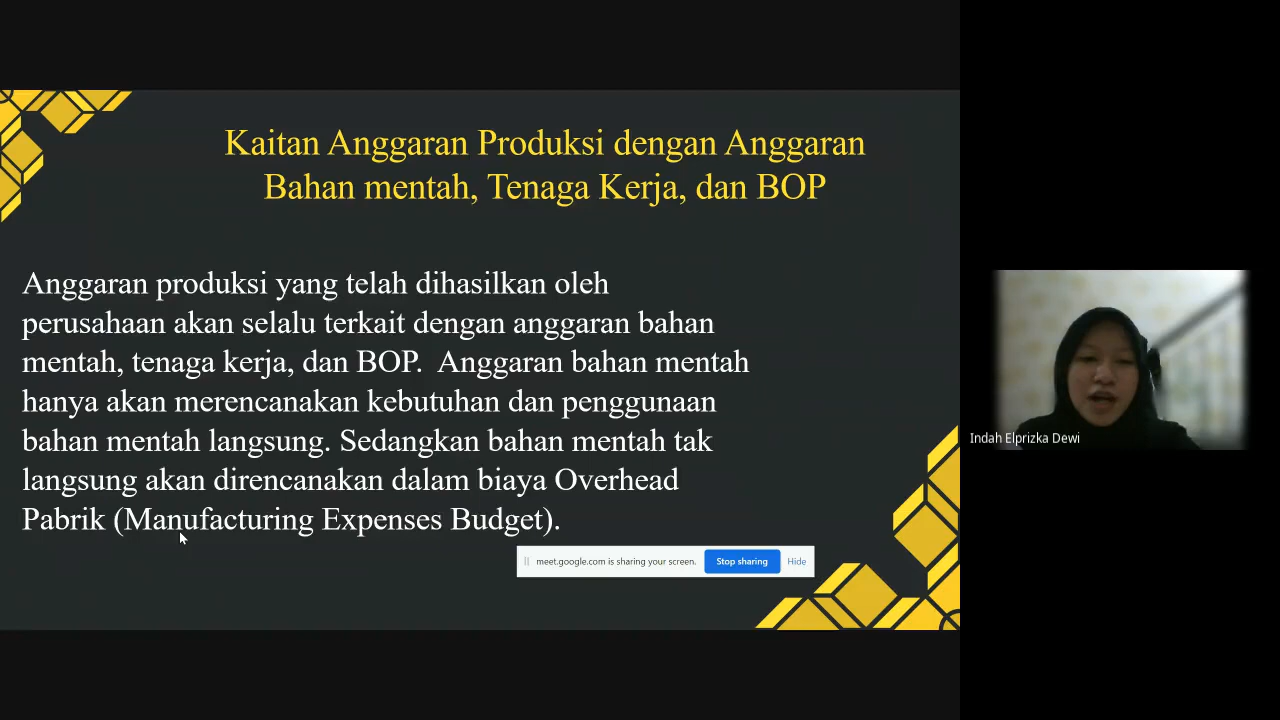 Kaitan Anggaran Produksi dengan Anggaran
Bahan mentah, Tenaga Kerja, dan BOP
Anggaran produksi yang telah dihasilkan oleh
perusahaan akan selalu terkait dengan anggaran bahan
mentah, tenaga kerja, dan BOP. Anggaran bahan mentah
hanya akan merencanakan kebutuhan dan penggunaan
bahan mentah langsung. Sedangkan bahan mentah tak
langsung akan direncanakan dalam biaya Overhead
Pabrik (Manufacturing Expenses Budget).
meet.google.com is sharing your screen. Stop sharing Hide
Indah Elprizka Dewi